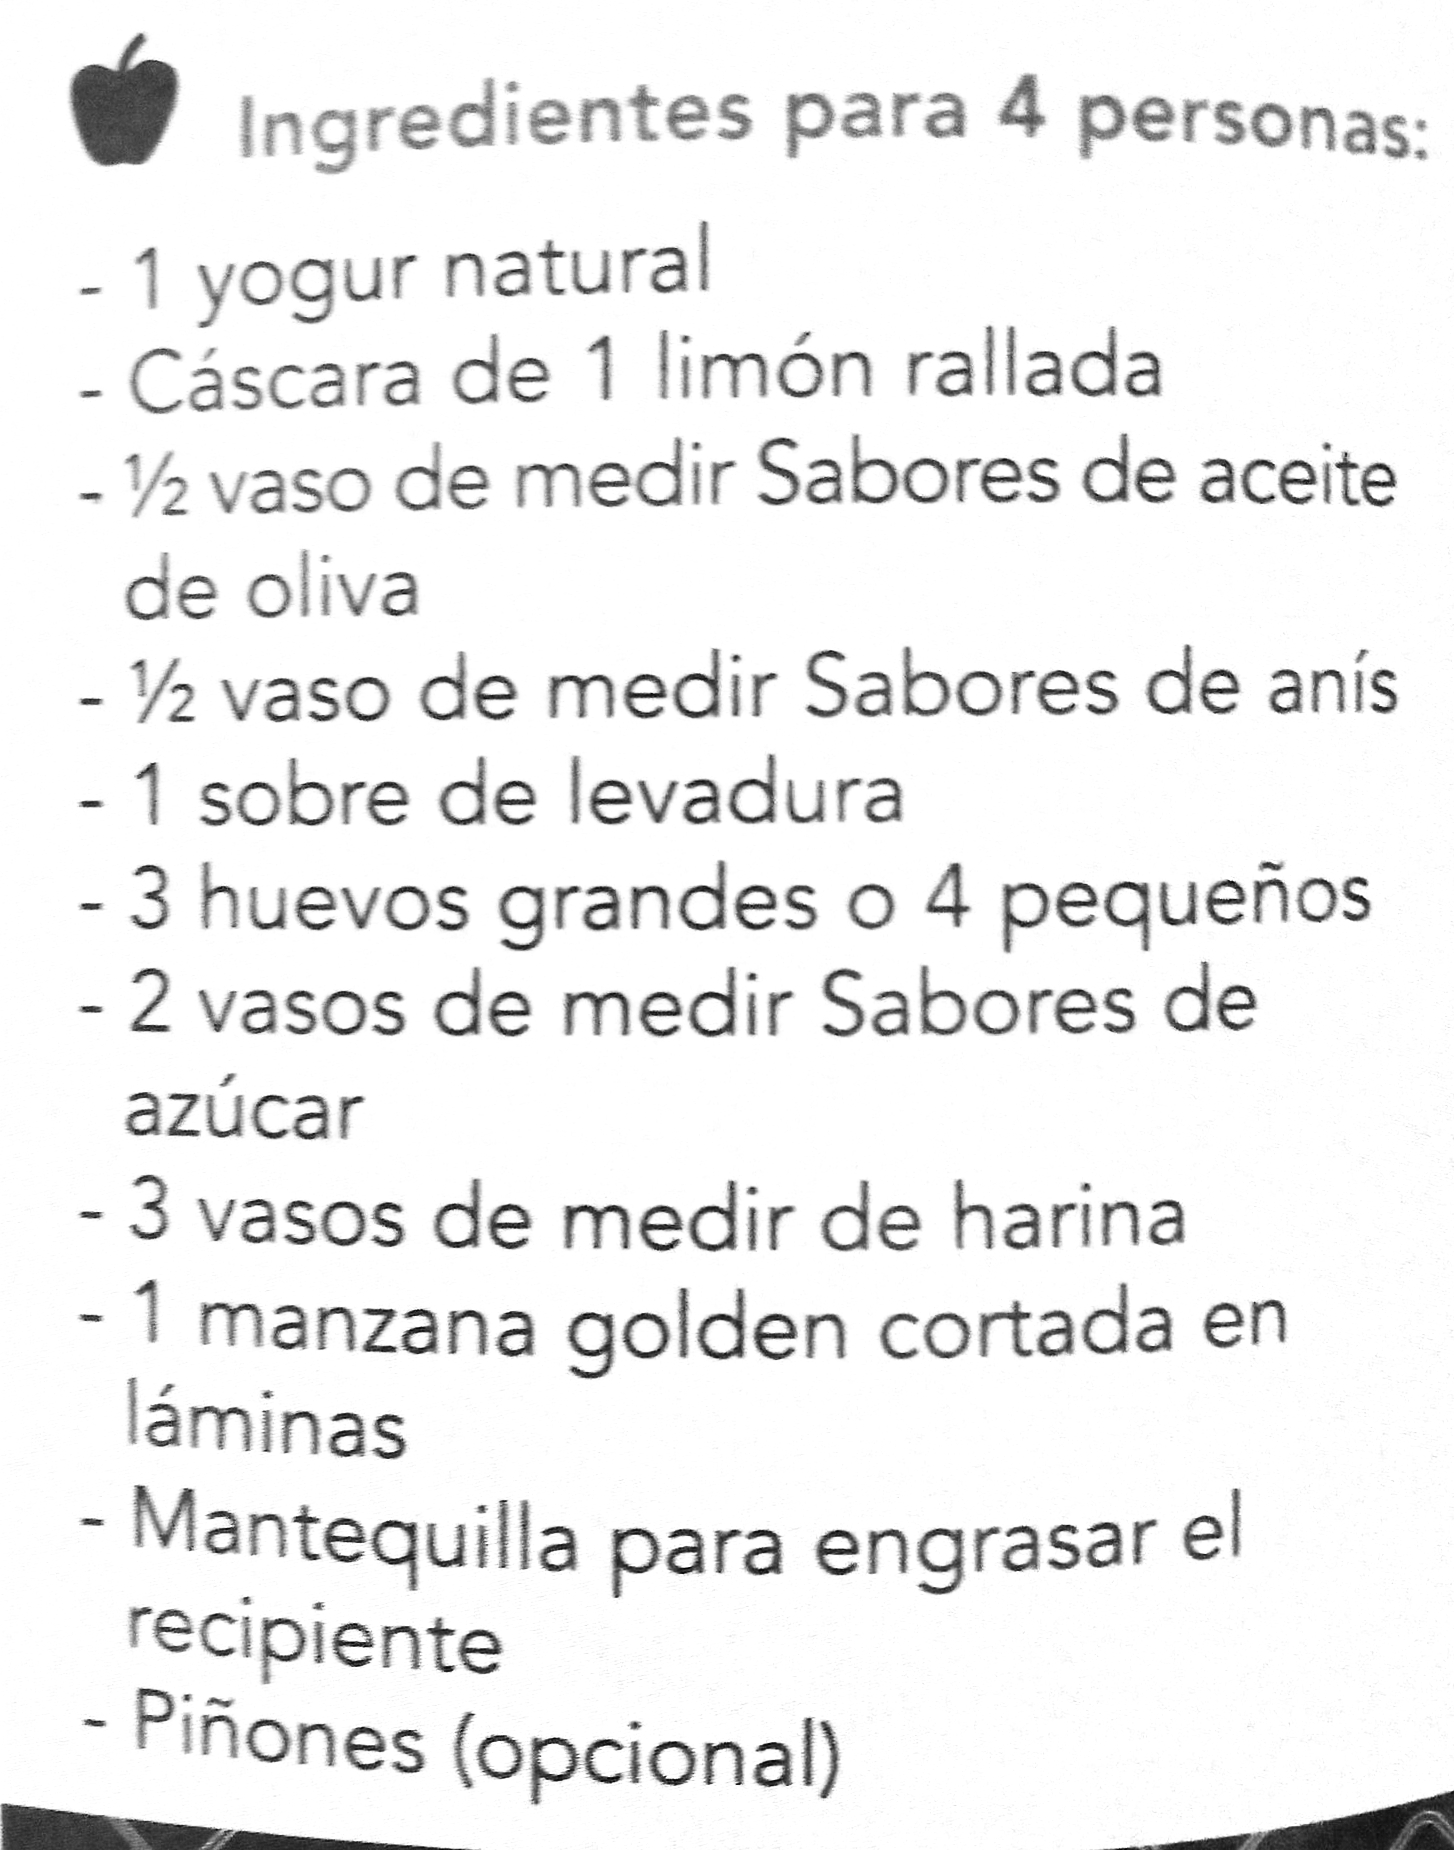 Ingredientes para 4 personas:
- 1 yogur natural
- Cáscara de 1 limón rallada
- ½ vaso de medir Sabores de aceite
de oliva
- ½ vaso de medir Sabores de anís
- 1 sobre de levadura
- 3 huevos grandes o 4 pequeños
- 2 vasos de medir Sabores de
azúcar
- 3 vasos de medir de harina
- 1 manzana golden cortada en
láminas
- Mantequilla para engrasar el
recipiente
- Piñones (opcional)